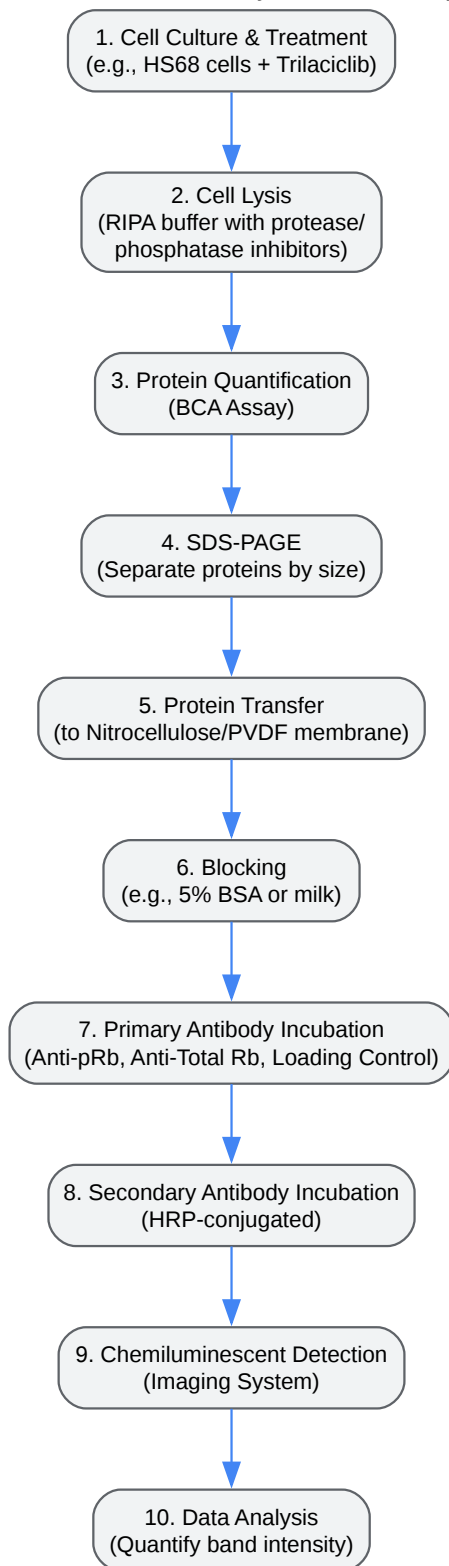 1. Cell Culture & Treatment
(e.g., HS68 cells + Trilaciclib)
2. Cell Lysis
(RIPA buffer with protease/
phosphatase inhibitors)
3. Protein Quantification
(BCA Assay)
4. SDS-PAGE
(Separate proteins by size)
5. Protein Transfer
(to Nitrocellulose/PVDF membrane)
6. Blocking
(e.g., 5% BSA or milk)
7. Primary Antibody Incubation
(Anti-pRb, Anti-Total Rb, Loading Control)
8. Secondary Antibody Incubation
(HRP-conjugated)
9. Chemiluminescent Detection
(Imaging System)
10. Data Analysis
(Quantify band intensity)